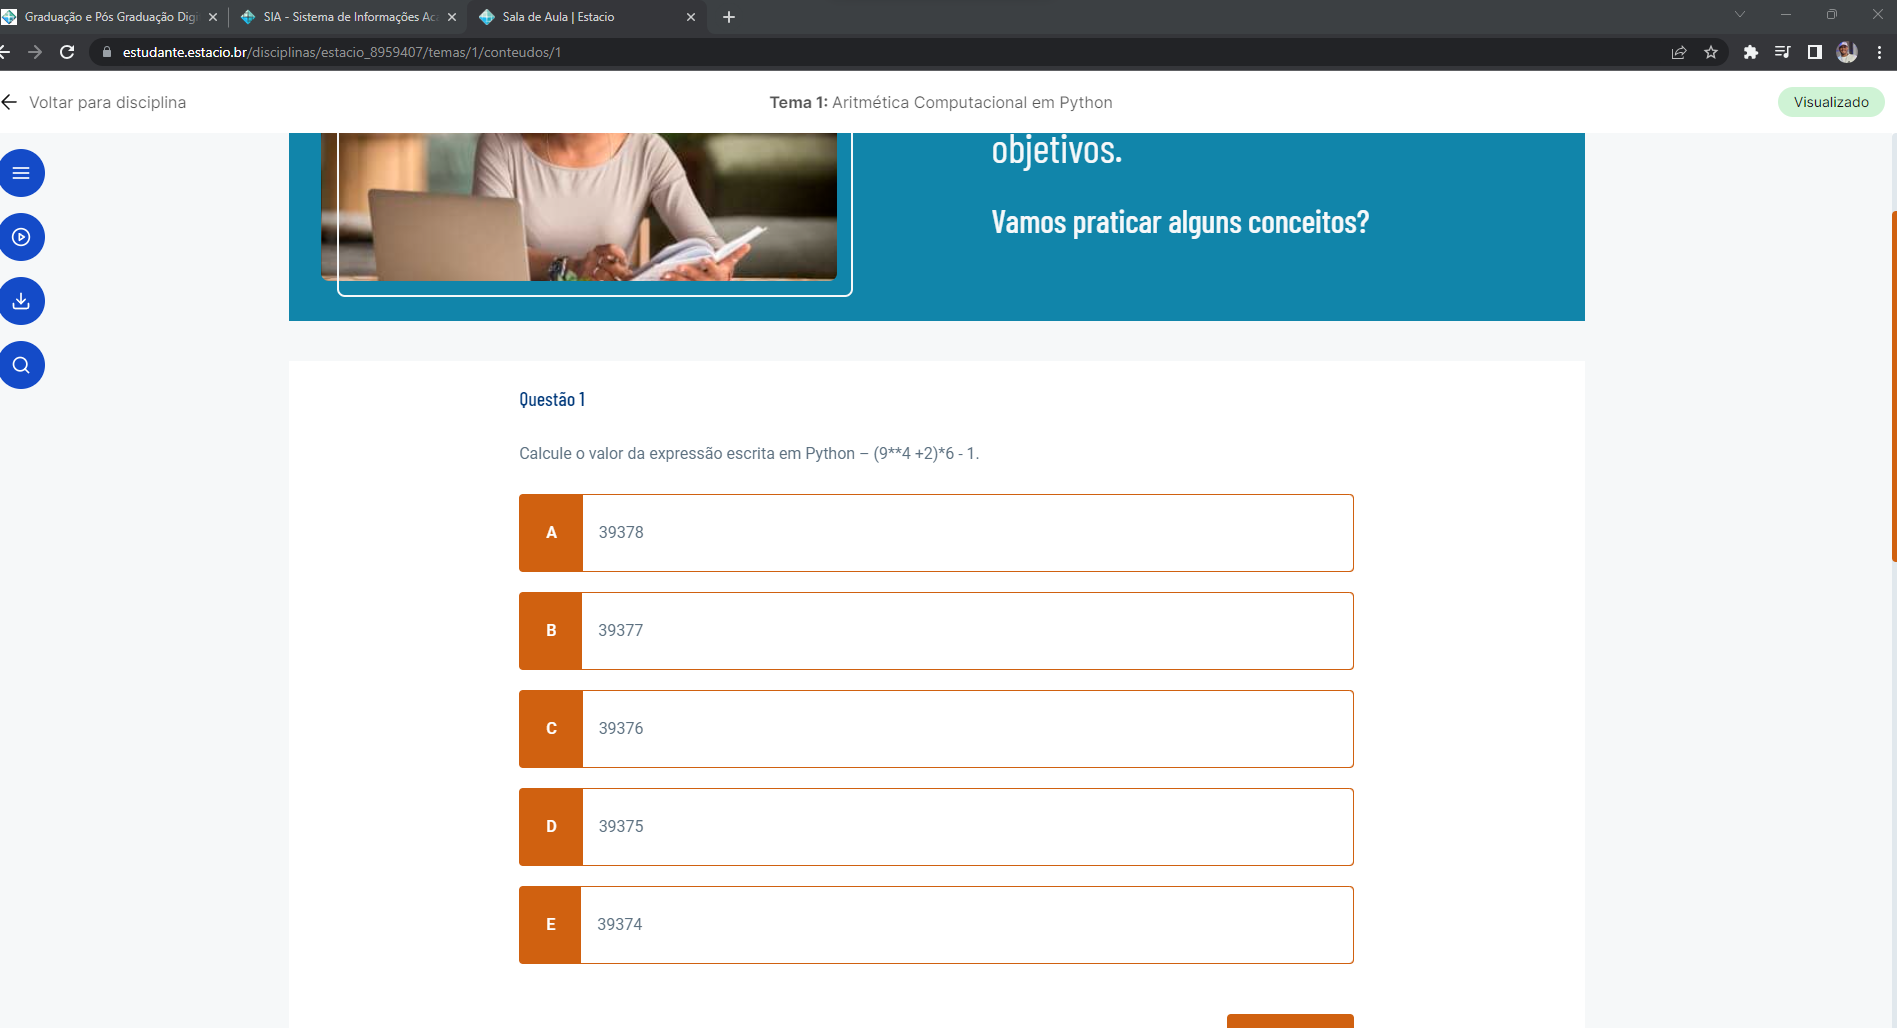 Graduação e Pós Graduação Dig
SIA - Sistema de Informações Aca
Sala de Aula | Estacio
estudante.estacio.br/disciplinas/estacio_8959407/temas/1/conteudos/1
Voltar para disciplina
Tema 1: Aritmética Computacional em Python
Visualizado
objetivos.
Vamos praticar alguns conceitos?
Questão 1
Calcule o valor da expressão escrita em Python – (9**4 +2)*6 - 1.
A 39378
B 39377
C 39376
D 39375
E 39374